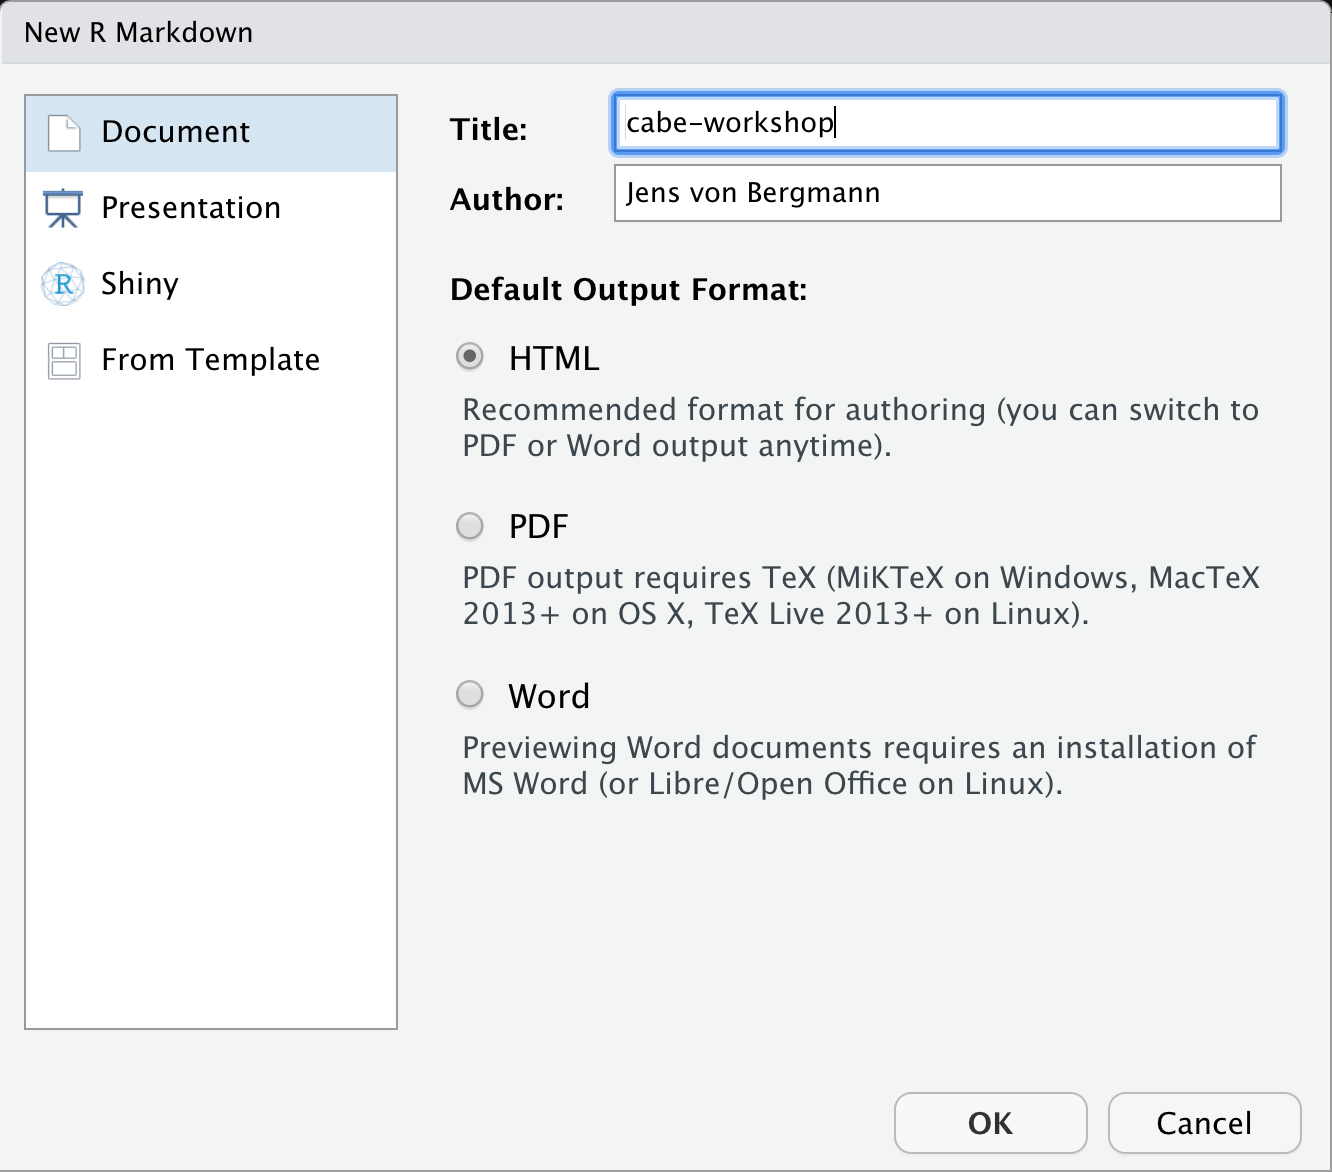 New R Markdown
Document
Presentation
R Shiny
From Template
Title: cabe-workshop
Author: Jens von Bergmann
Default Output Format:
HTML
Recommended format for authoring (you can switch to
PDF or Word output anytime).
PDF
PDF output requires TeX (MiKTeX on Windows, MacTeX
2013+ on OS X, TeX Live 2013+ on Linux).
Word
Previewing Word documents requires an installation of
MS Word (or Libre/Open Office on Linux).
OK Cancel